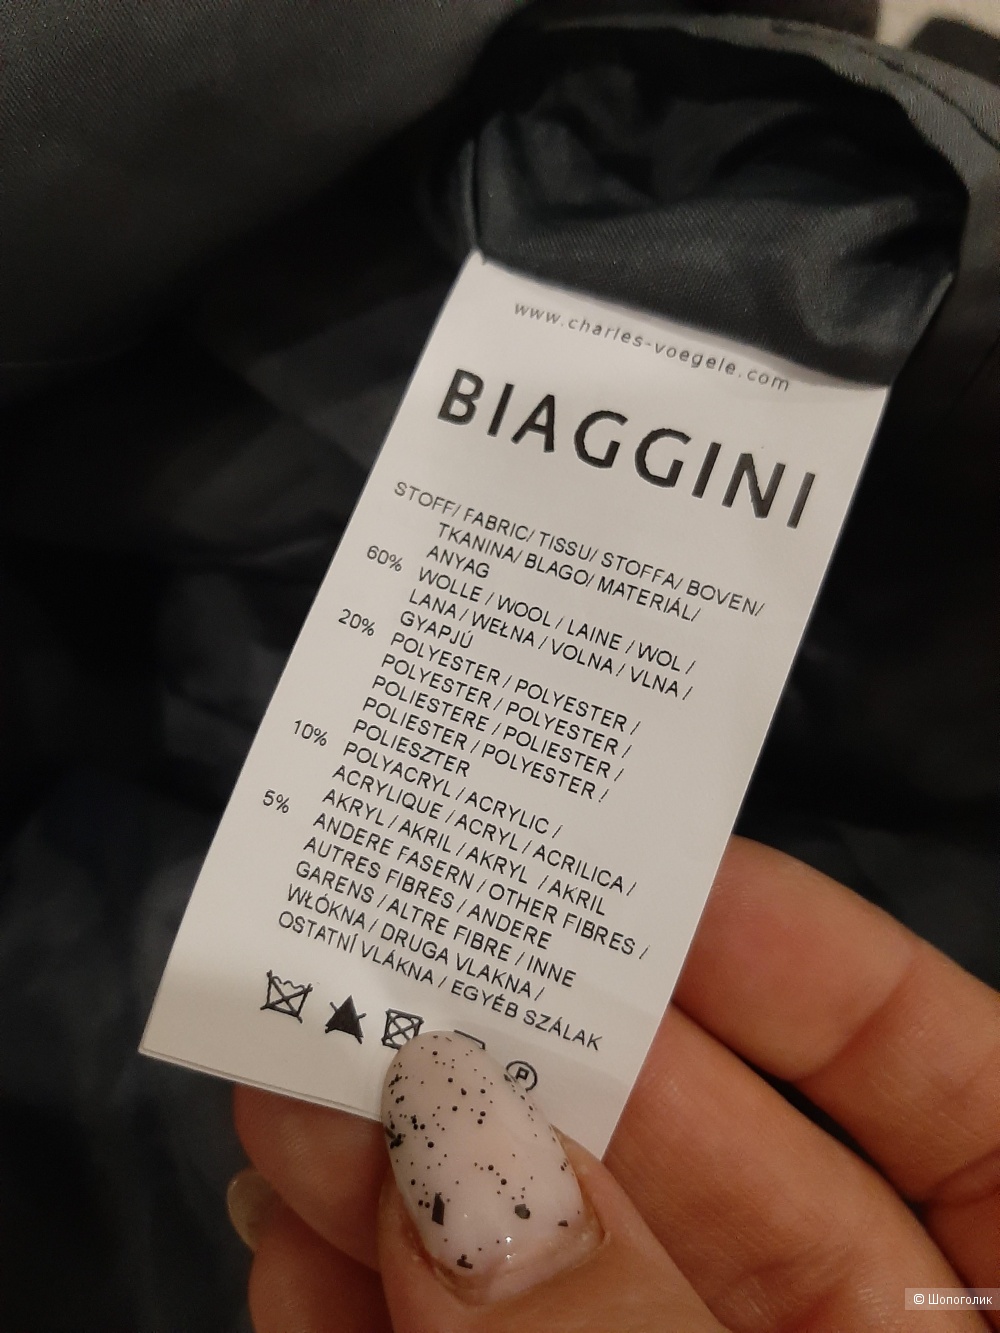 www.charles-voegele.com
BIAGGINI
STOFF/ FABRIC/ TISSU/ STOFFA/ BOVEN/
TKANINA/ BLAGO/ MATERIÁL/
ANYAG
60% WOLLE / WOOL / LAINE / WOL /
LANA / WEŁNA / VOLNA / VLNA /
GYAPJÚ
20% POLYESTER / POLYESTER /
POLYESTER / POLYESTER /
POLIESTERE / POLIESTER /
POLIESTER / POLYESTER /
POLIESZTER
10% POLYACRYL / ACRYLIC /
ACRYLIQUE / ACRYL / ACRILICA /
AKRYL / AKRIL / AKRYL / AKRIL
5% ANDERE FASERN / OTHER FIBRES /
AUTRES FIBRES / ANDERE
GARENS / ALTRE FIBRE / INNE
WŁÓKNA / DRUGA VLAKNA /
OSTATNÍ VLÁKNA / EGYÉB SZÁLAK
P
© Шопоголик